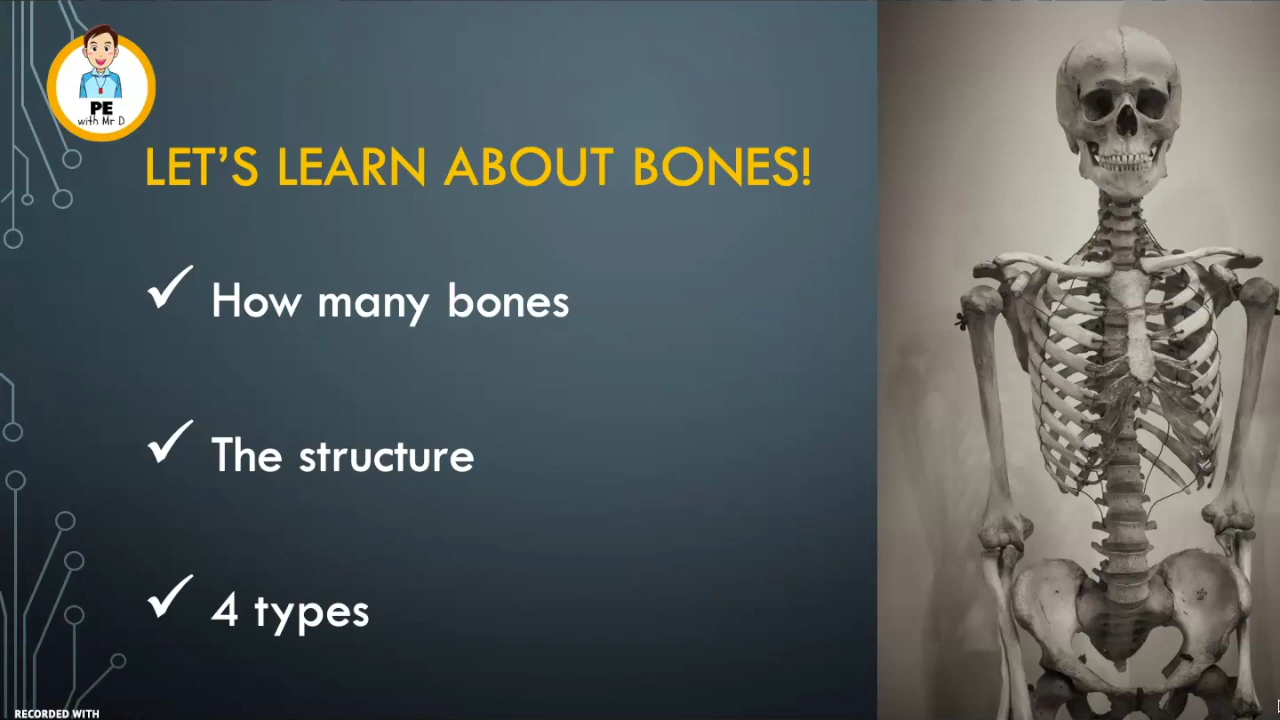 PE
with Mr D
LET'S LEARN ABOUT BONES!
How many bones
The structure
4 types
RECORDED WITH